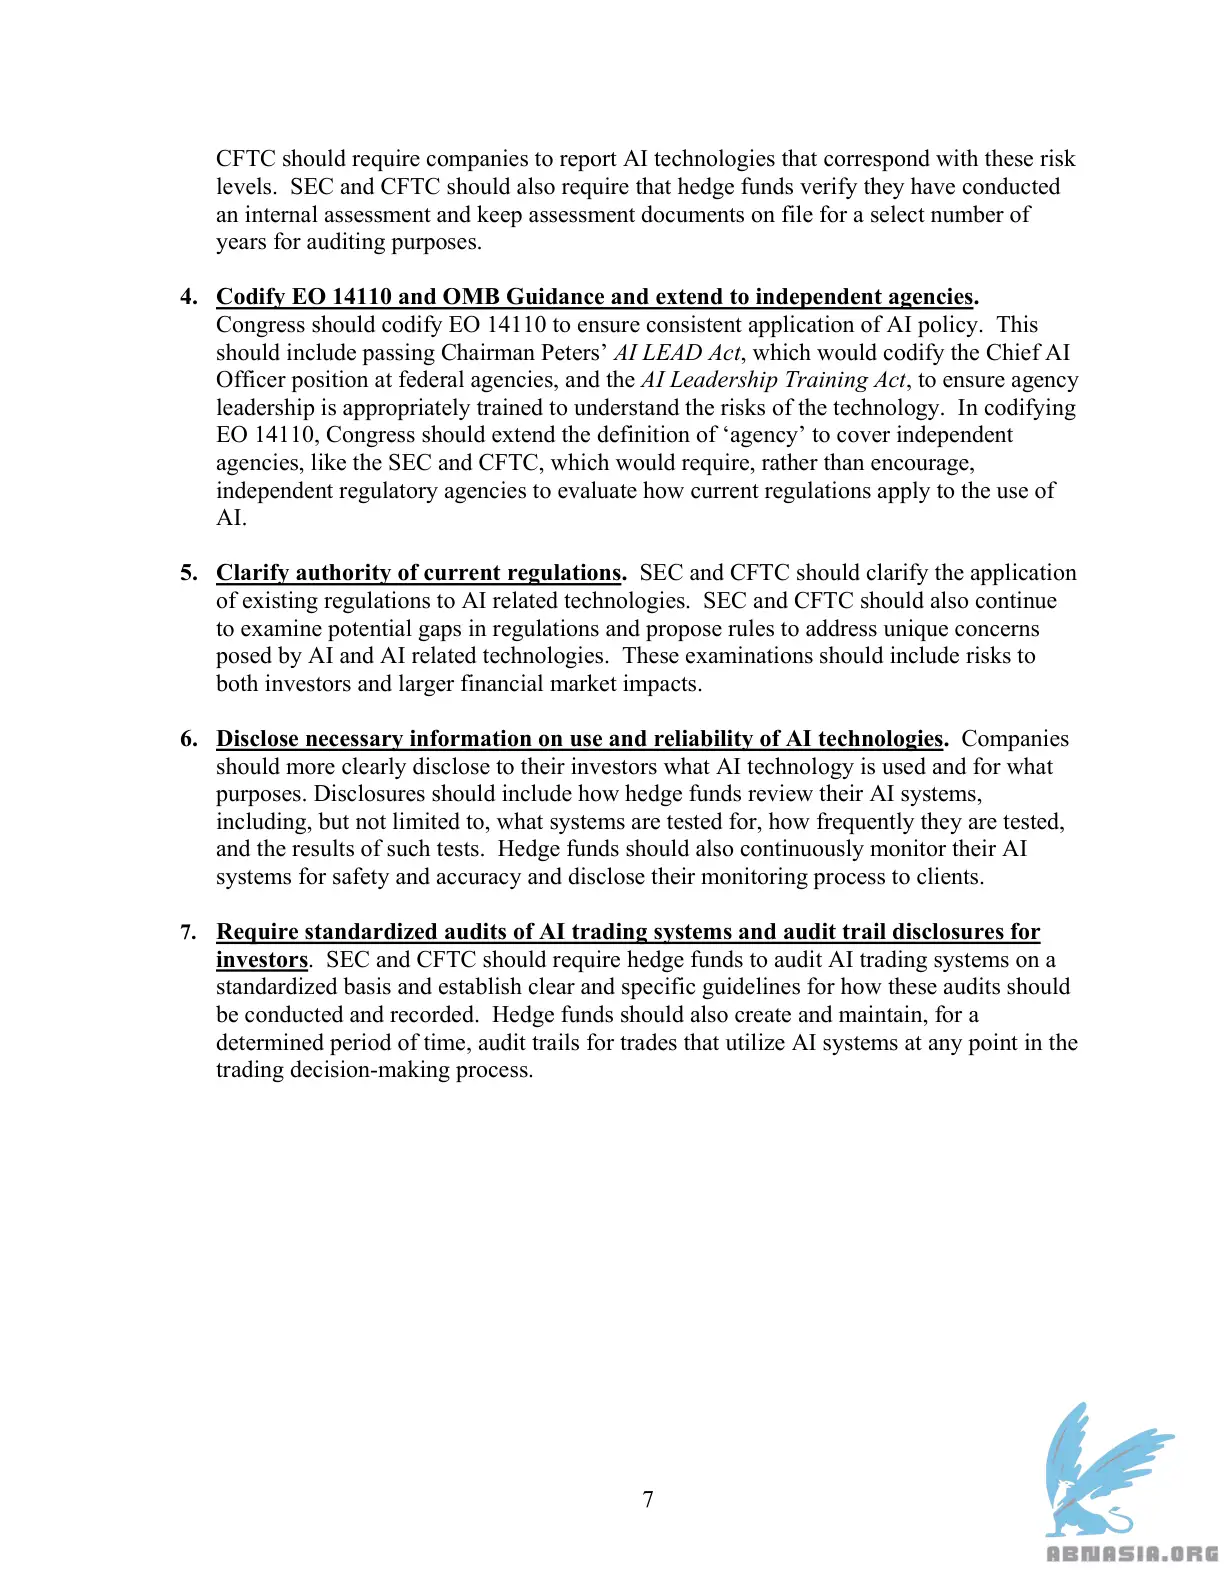 CFTC should require companies to report AI technologies that correspond with these risk
levels.  SEC and CFTC should also require that hedge funds verify they have conducted
an internal assessment and keep assessment documents on file for a select number of
years for auditing purposes.
4. Codify EO 14110 and OMB Guidance and extend to independent agencies.
Congress should codify EO 14110 to ensure consistent application of AI policy.  This
should include passing Chairman Peters’ AI LEAD Act, which would codify the Chief AI
Officer position at federal agencies, and the AI Leadership Training Act, to ensure agency
leadership is appropriately trained to understand the risks of the technology.  In codifying
EO 14110, Congress should extend the definition of ‘agency’ to cover independent
agencies, like the SEC and CFTC, which would require, rather than encourage,
independent regulatory agencies to evaluate how current regulations apply to the use of
AI.
5. Clarify authority of current regulations.  SEC and CFTC should clarify the application
of existing regulations to AI related technologies.  SEC and CFTC should also continue
to examine potential gaps in regulations and propose rules to address unique concerns
posed by AI and AI related technologies.  These examinations should include risks to
both investors and larger financial market impacts.
6. Disclose necessary information on use and reliability of AI technologies.  Companies
should more clearly disclose to their investors what AI technology is used and for what
purposes. Disclosures should include how hedge funds review their AI systems,
including, but not limited to, what systems are tested for, how frequently they are tested,
and the results of such tests.  Hedge funds should also continuously monitor their AI
systems for safety and accuracy and disclose their monitoring process to clients.
7. Require standardized audits of AI trading systems and audit trail disclosures for
investors.  SEC and CFTC should require hedge funds to audit AI trading systems on a
standardized basis and establish clear and specific guidelines for how these audits should
be conducted and recorded.  Hedge funds should also create and maintain, for a
determined period of time, audit trails for trades that utilize AI systems at any point in the
trading decision-making process.
7
ABNASIA.ORG